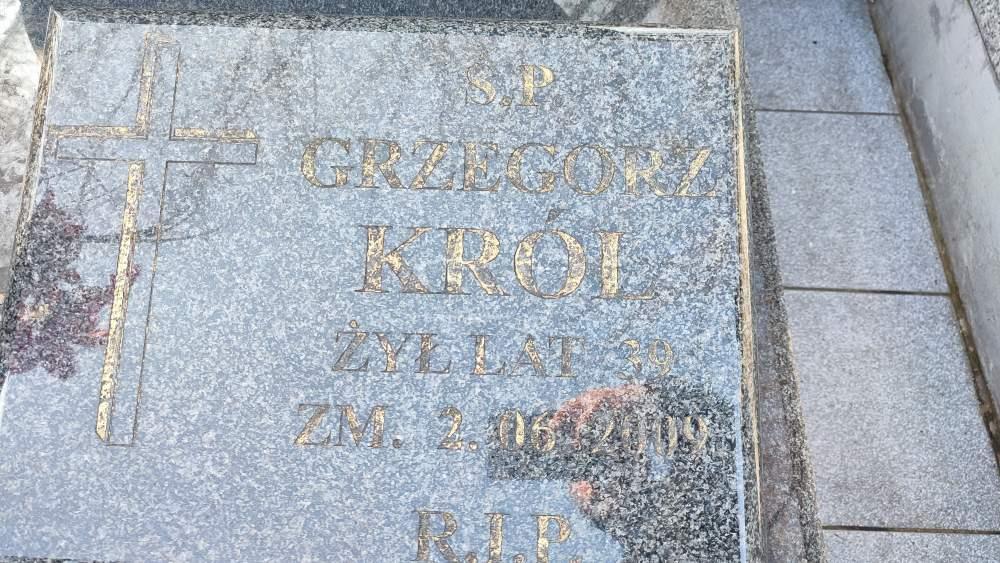 S.P.
GRZEGORZ
KRÓL
ŻYŁ LAT 39
ZM. 2.06.2009
R.I.P.